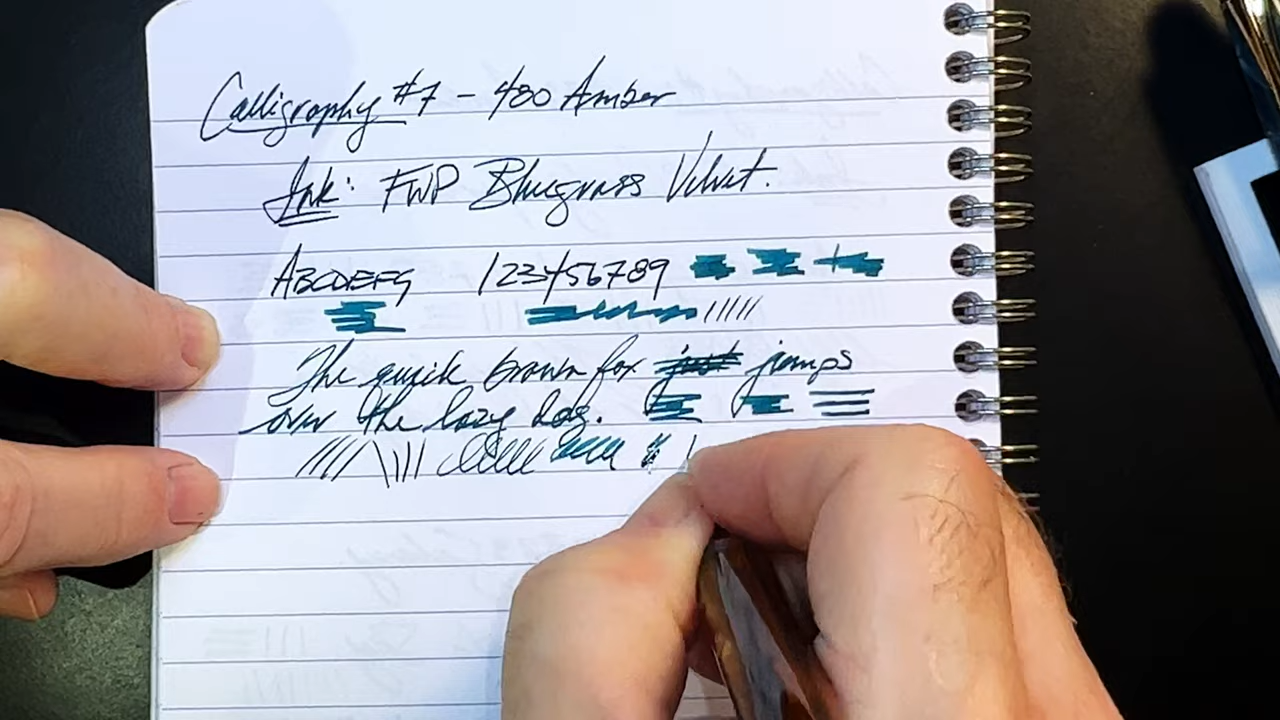 Calligraphy #7 - 480 Amber
Ink: FWP Bluegrass Velvet.
ABCDEFG 123456789
The quick brown fox just jumps
over the lazy dog.